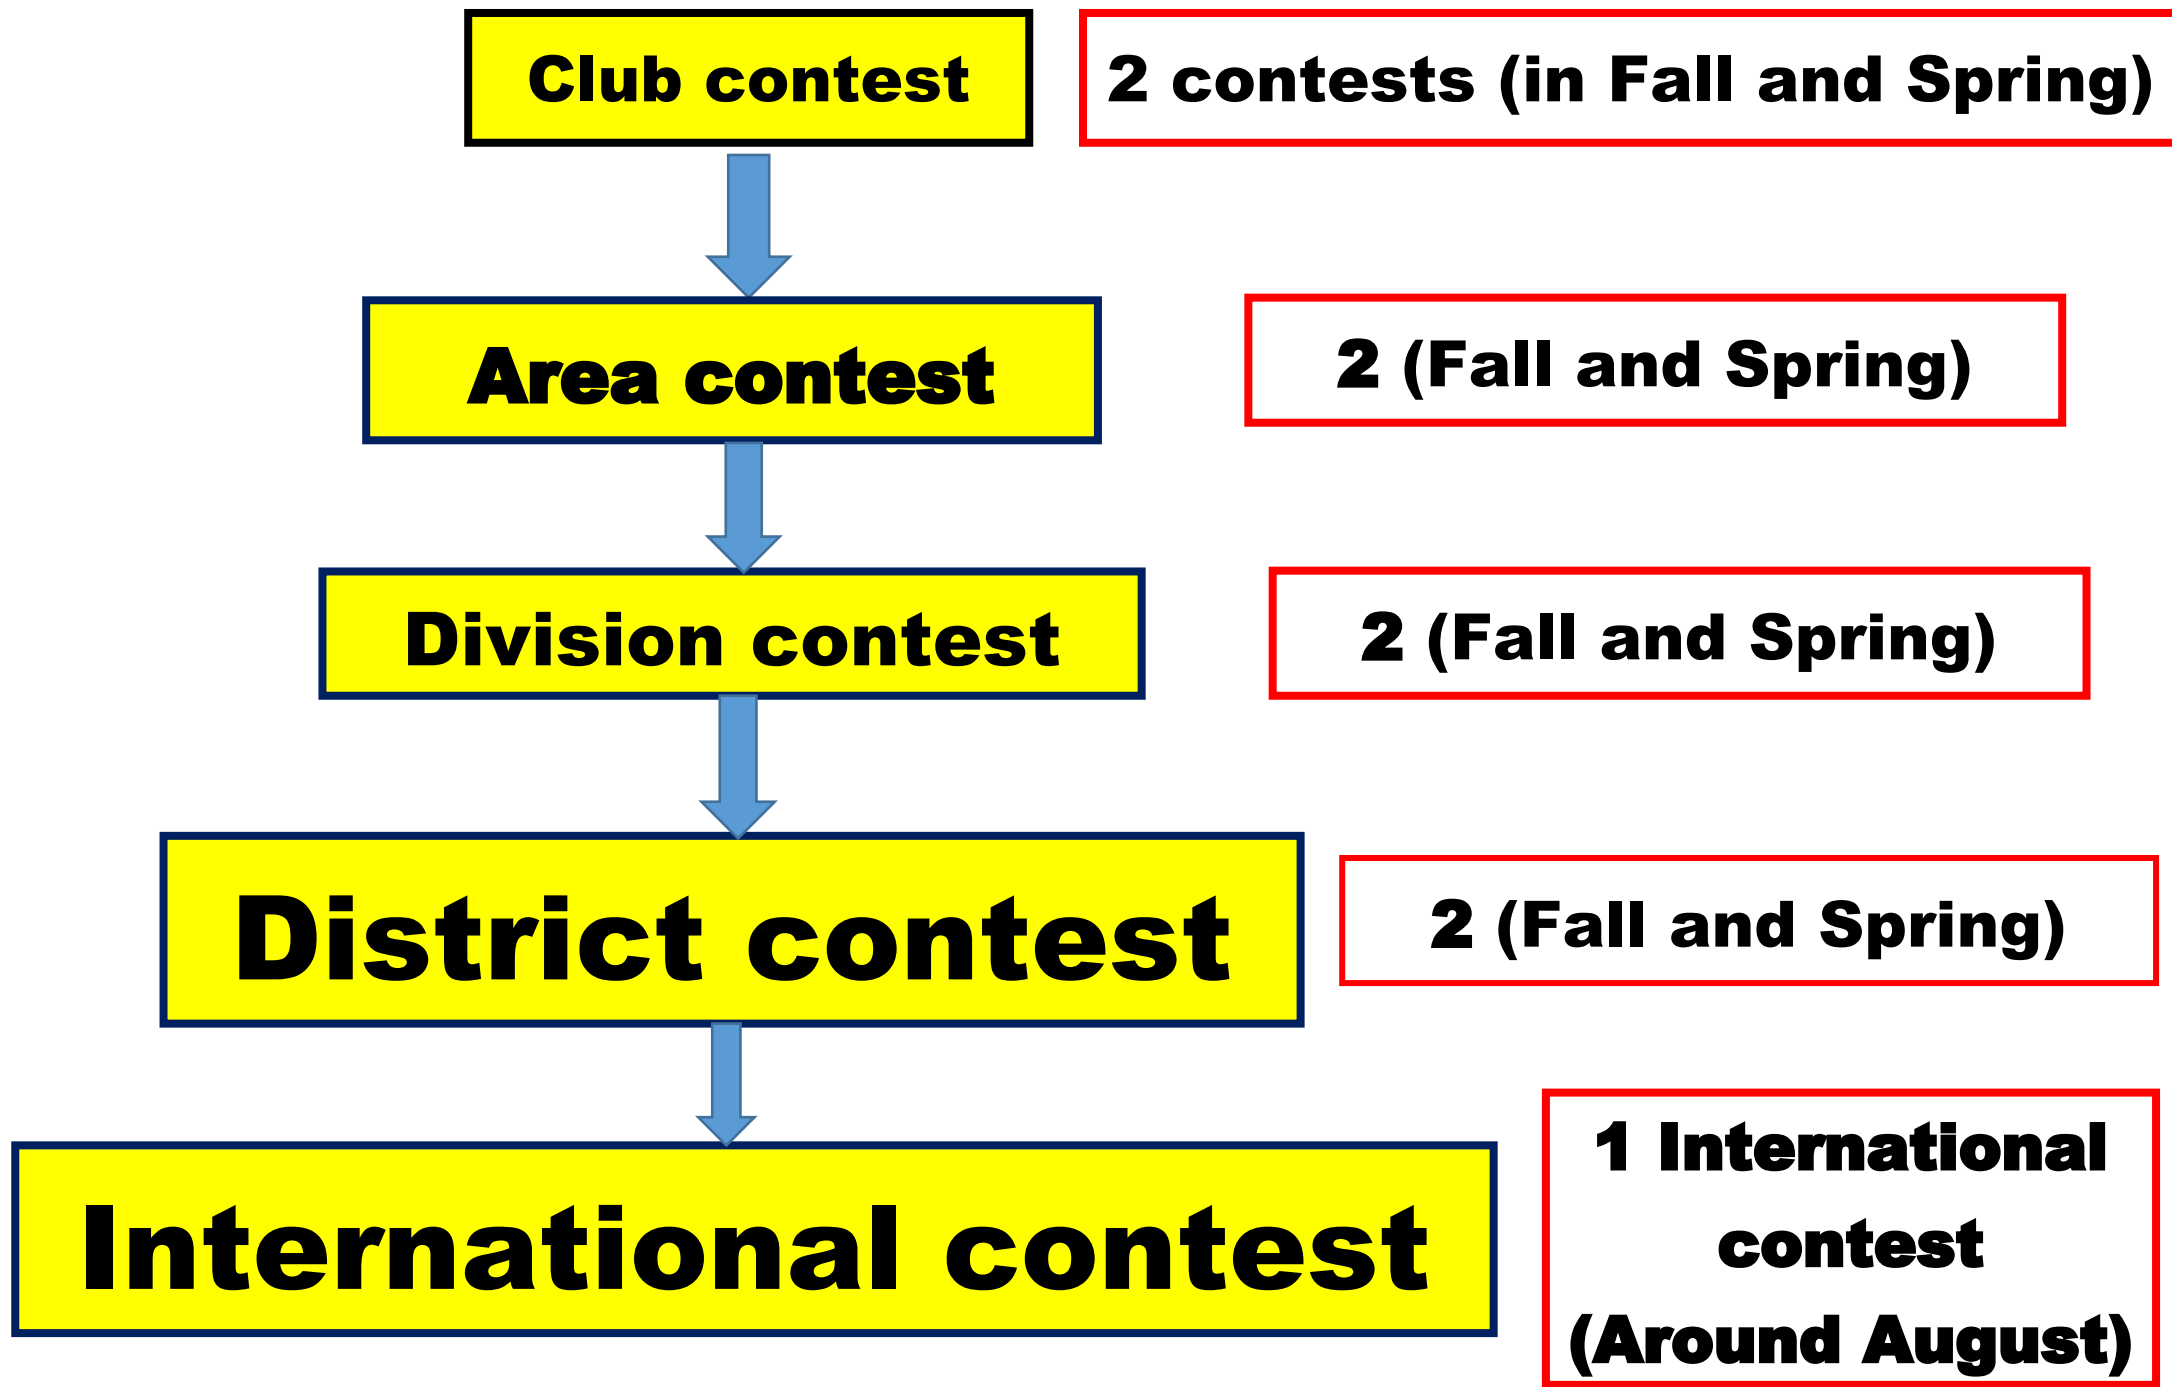 Club contest
2 contests (in Fall and Spring)
Area contest
2 (Fall and Spring)
Division contest
2 (Fall and Spring)
District contest
2 (Fall and Spring)
International contest
1 International
contest
(Around August)